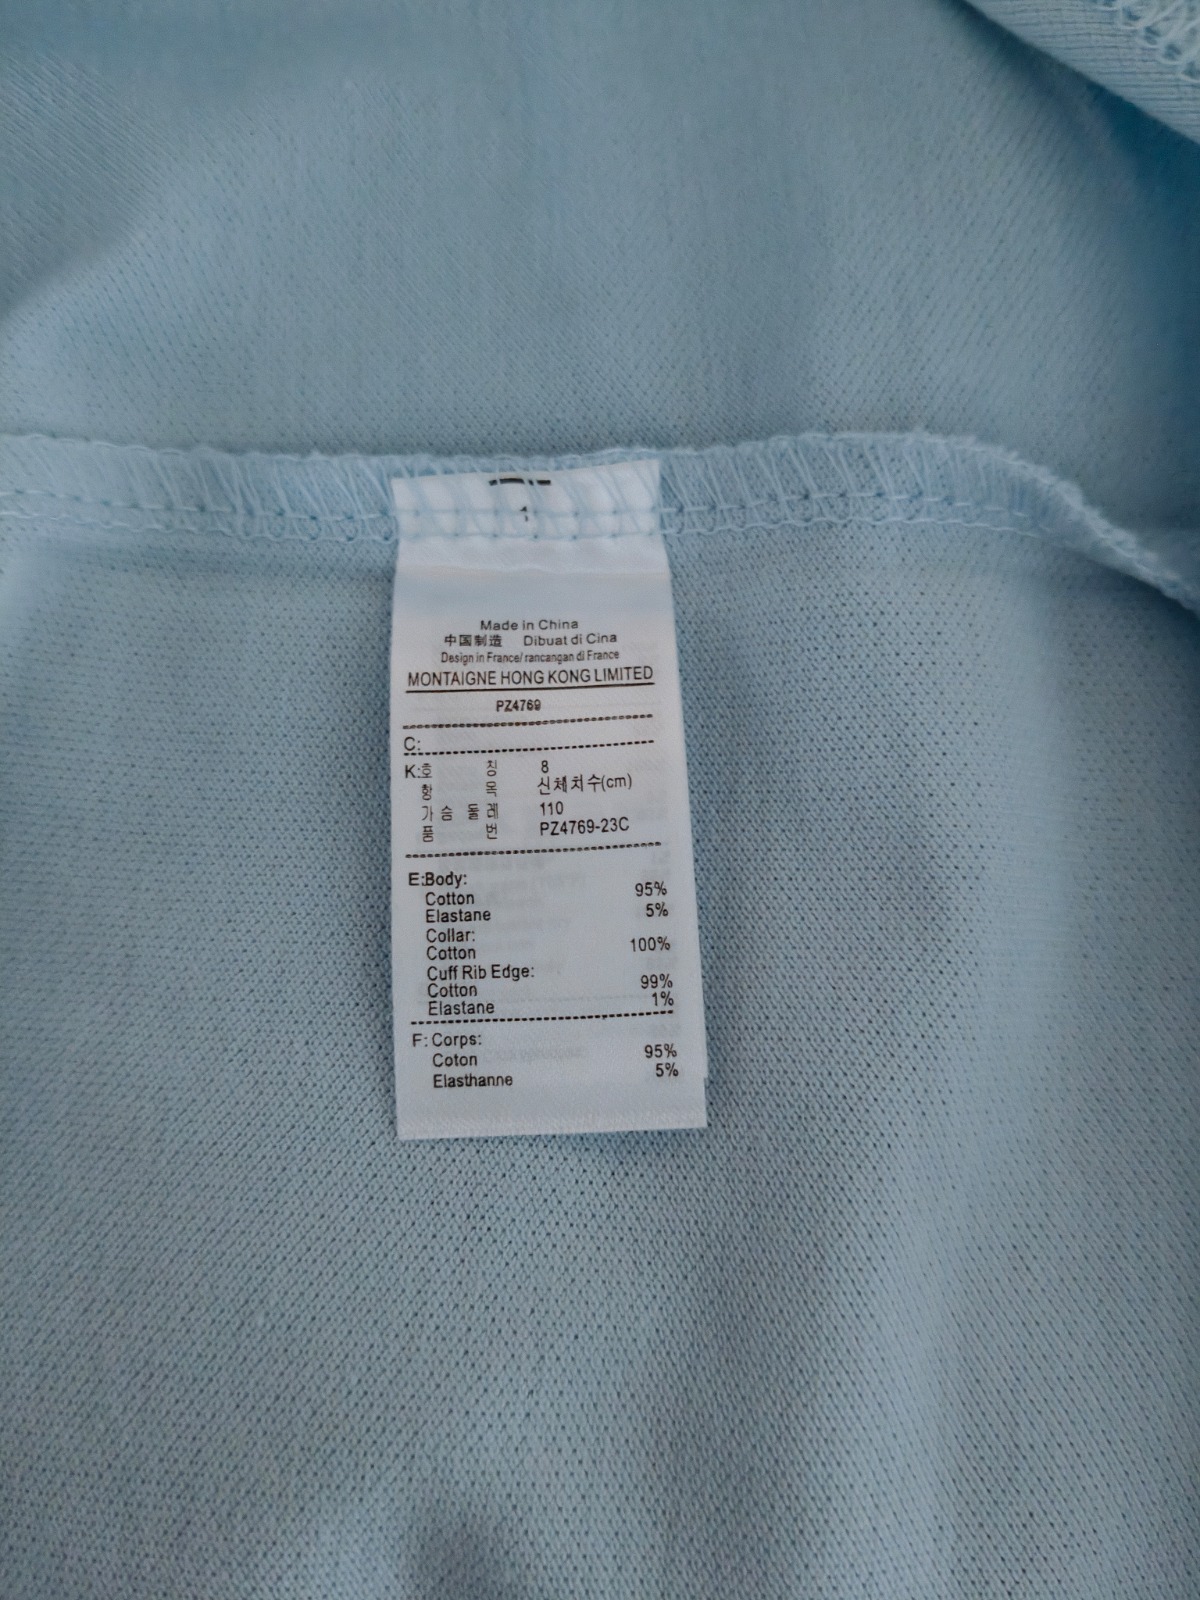 1
Made in China
中国制造 Dibuat di Cina
Design in France/ rancangan di France
MONTAIGNE HONG KONG LIMITED
PZ4769
C:
K:호 칭 8
항 목 신체치수(cm)
가 슴 둘 레 110
품 번 PZ4769-23C
E:Body:
Cotton 95%
Elastane 5%
Collar:
Cotton 100%
Cuff Rib Edge:
Cotton 99%
Elastane 1%
F: Corps:
Coton 95%
Elasthanne 5%